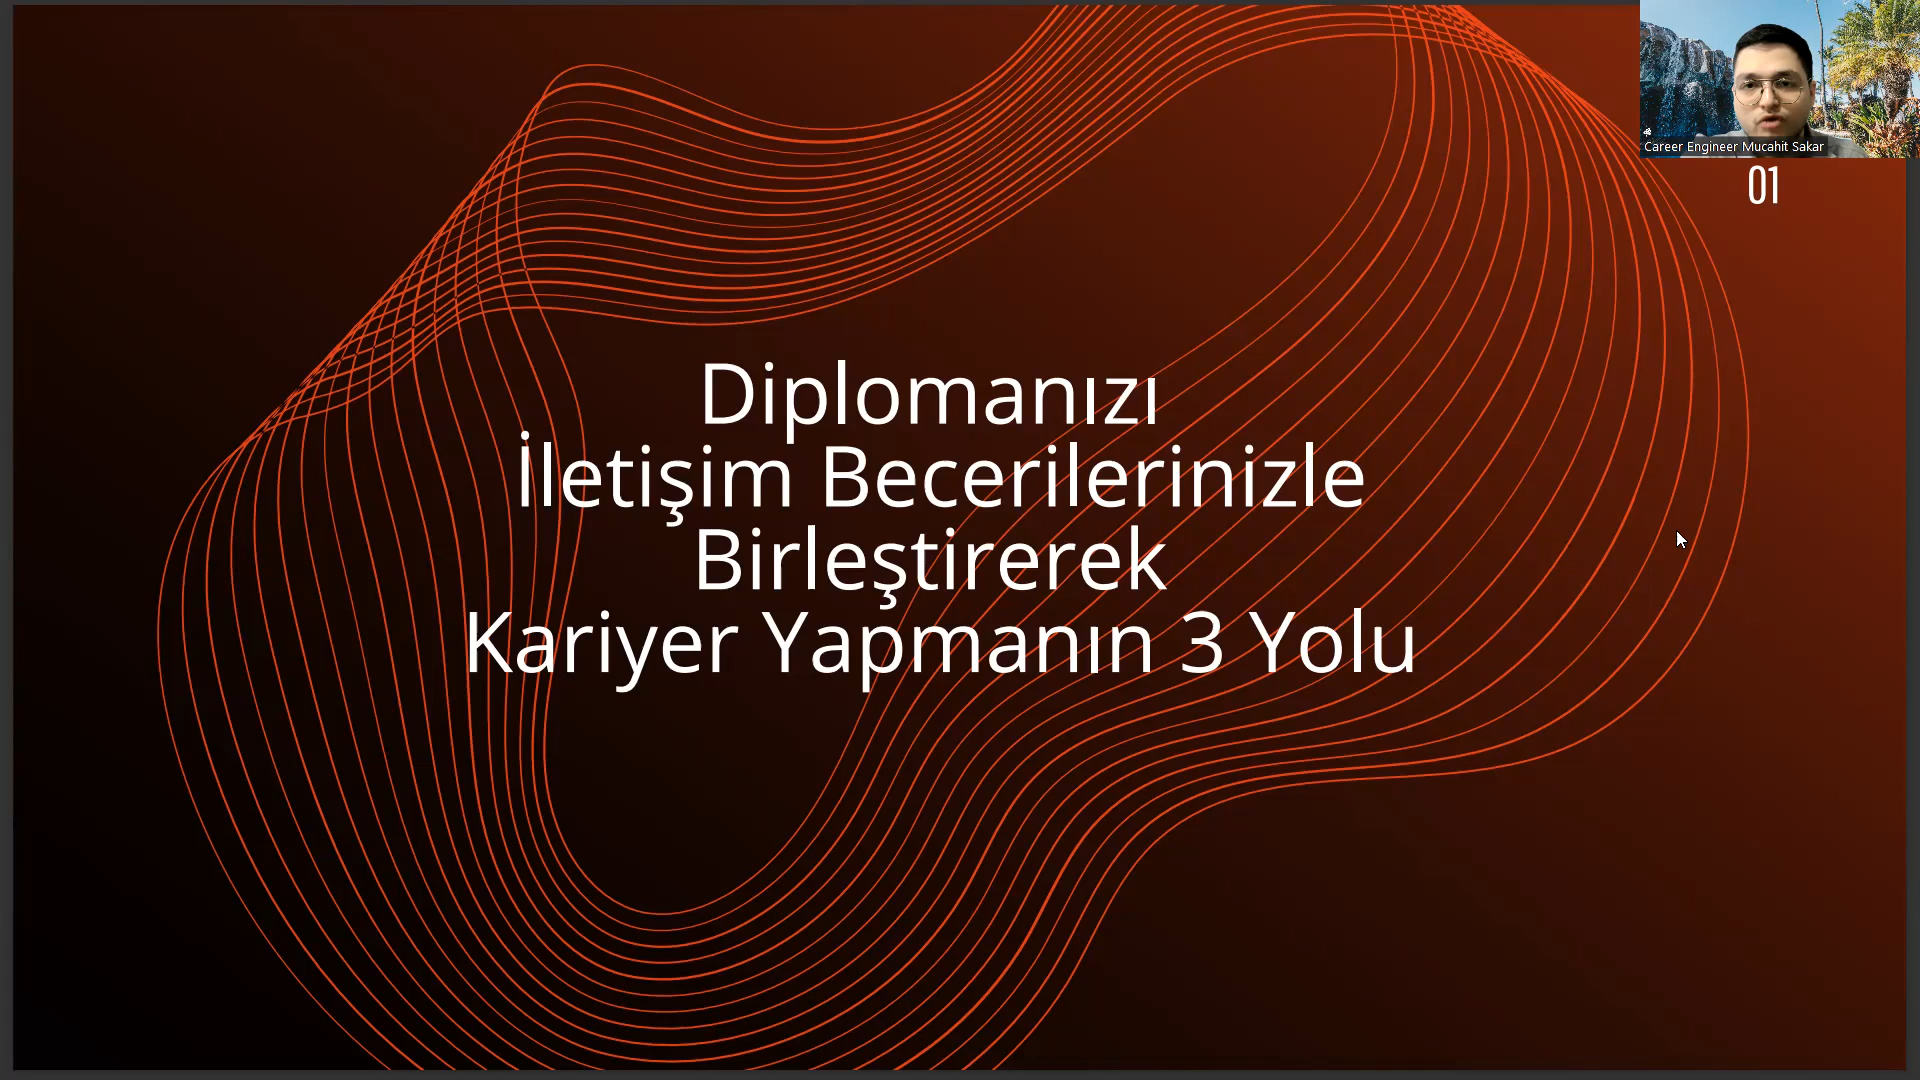 Career Engineer Mucahit Sakar
01
Diplomanızı
İletişim Becerilerinizle
Birleştirerek
Kariyer Yapmanın 3 Yolu